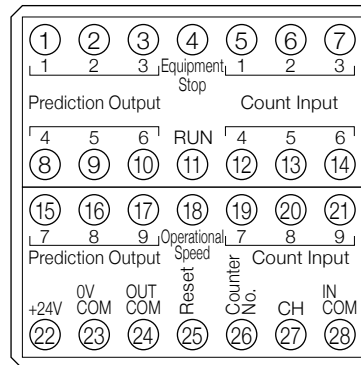 1 2 3 4 5 6 7
1 2 3 Equipment Stop 1 2 3
Prediction Output Count Input
4 5 6 RUN 4 5 6
8 9 10 11 12 13 14
15 16 17 18 19 20 21
7 8 9 Operational Speed 7 8 9
Prediction Output Count Input
+24V 0V COM OUT COM Reset Counter No. CH IN COM
22 23 24 25 26 27 28